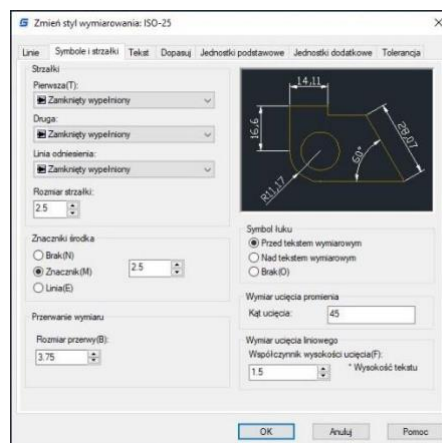 Zmień styl wymiarowania: ISO-25
Linie Symbole i strzałki Tekst Dopasuj Jednostki podstawowe Jednostki dodatkowe Tolerancja
Strzałki
Pierwsza(T):
Zamknięty wypełniony
Druga:
Zamknięty wypełniony
Linia odniesienia:
Zamknięty wypełniony
Rozmiar strzałki:
2.5
Znaczniki środka
Brak(N)
Znacznik(M)
2.5
Linia(E)
Przerwanie wymiaru
Rozmiar przerwy(B):
3.75
14,11
16,6
28,07
60°
R11,17
Symbol łuku
Przed tekstem wymiarowym
Nad tekstem wymiarowym
Brak(O)
Wymiar ucięcia promienia
Kąt ucięcia:
45
Wymiar ucięcia liniowego
Współczynnik wysokości ucięcia(F):
1.5
* Wysokość tekstu
OK Anuluj Pomoc